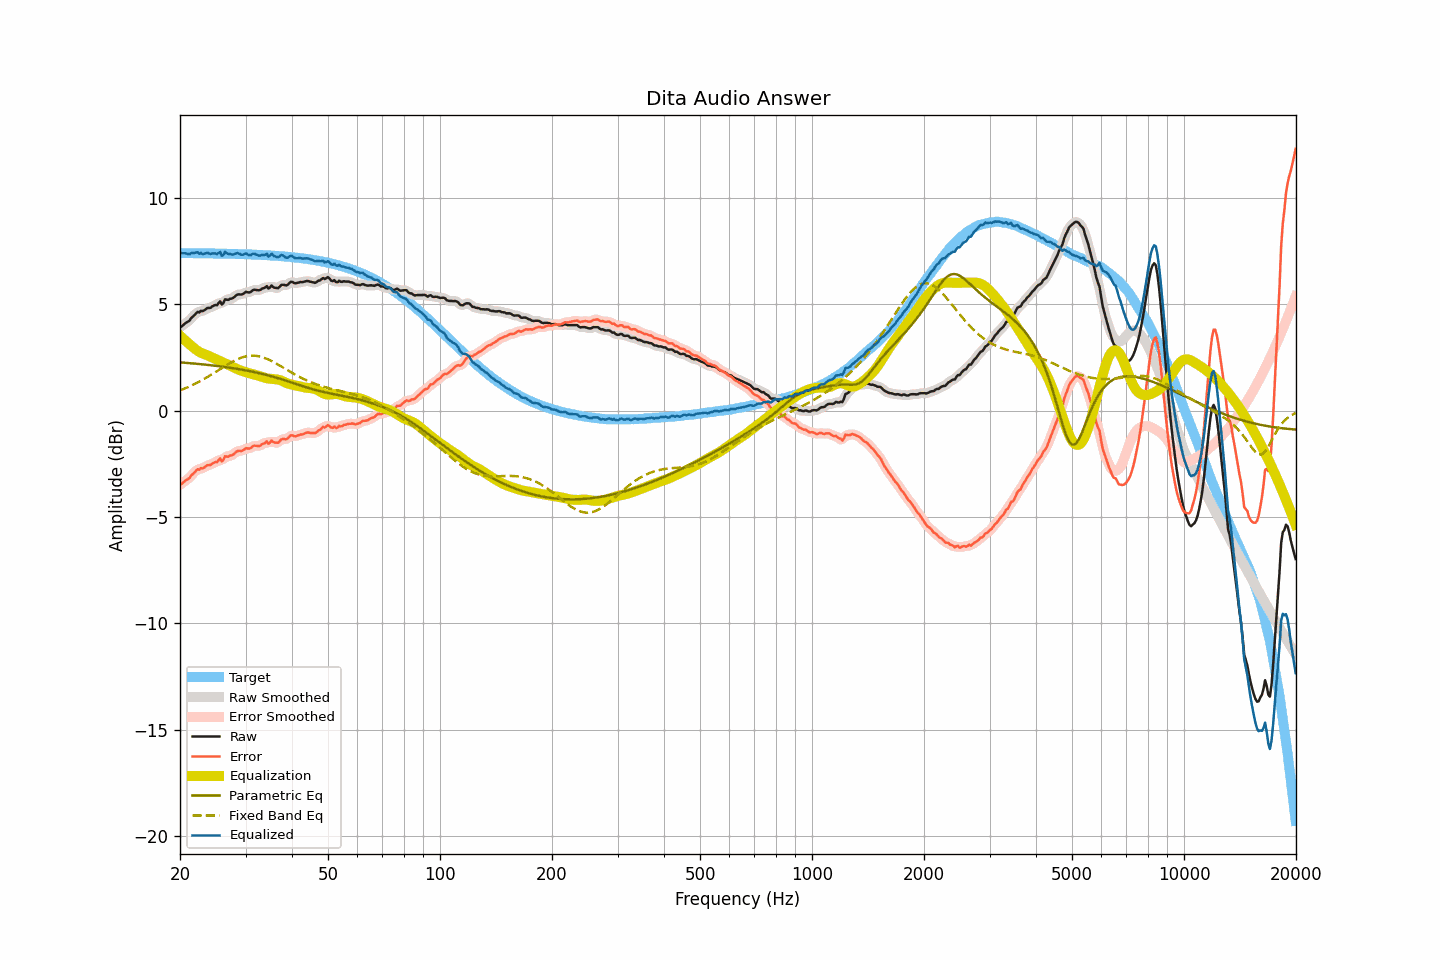 Dita Audio Answer
Amplitude (dBr)
10
5
0
−5
−10
−15
−20
Target
Raw Smoothed
Error Smoothed
Raw
Error
Equalization
Parametric Eq
Fixed Band Eq
Equalized
20 50 100 200 500 1000 2000 5000 10000 20000
Frequency (Hz)